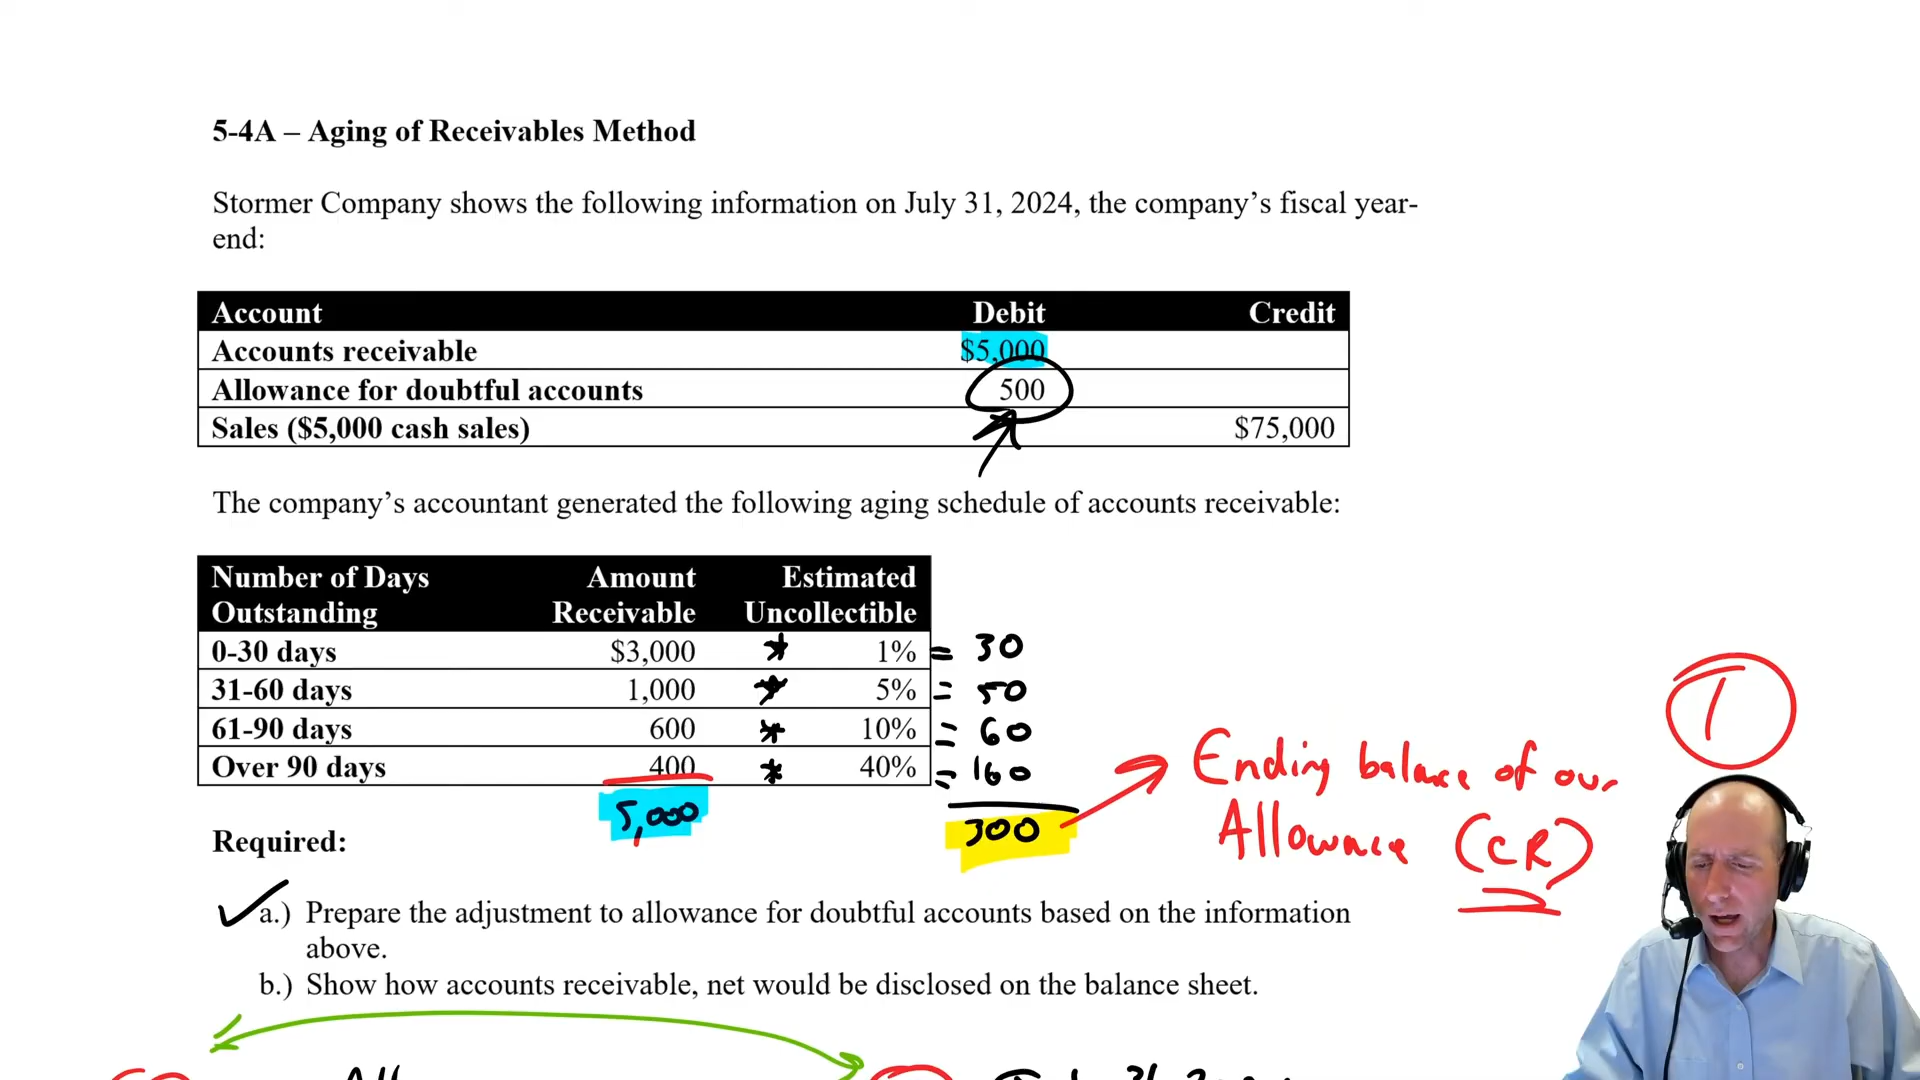 5-4A – Aging of Receivables Method
Stormer Company shows the following information on July 31, 2024, the company's fiscal year-
end:
Account Debit Credit
Accounts receivable $5,000
Allowance for doubtful accounts 500
Sales ($5,000 cash sales) $75,000
The company's accountant generated the following aging schedule of accounts receivable:
Number of Days Amount Estimated
Outstanding Receivable Uncollectible
0-30 days $3,000 * 1% = 30
31-60 days 1,000 * 5% = 50
61-90 days 600 * 10% = 60
Over 90 days 400 * 40% = 160
5,000 300
Ending balance of our
Allowance (CR)
1
Required:
a.) Prepare the adjustment to allowance for doubtful accounts based on the information
above.
b.) Show how accounts receivable, net would be disclosed on the balance sheet.